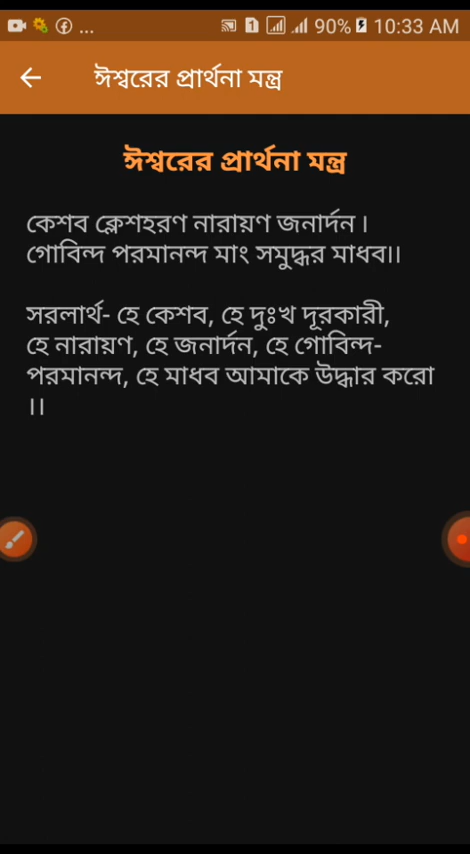 ... 90% 10:33 AM
ঈশ্বরের প্রার্থনা মন্ত্র
ঈশ্বরের প্রার্থনা মন্ত্র
কেশব ক্লেশহরণ নারায়ণ জনার্দন ।
গোবিন্দ পরমানন্দ মাং সমুদ্ধর মাধব।।
সরলার্থ- হে কেশব, হে দুঃখ দূরকারী,
হে নারায়ণ, হে জনার্দন, হে গোবিন্দ-
পরমানন্দ, হে মাধব আমাকে উদ্ধার করো
।।